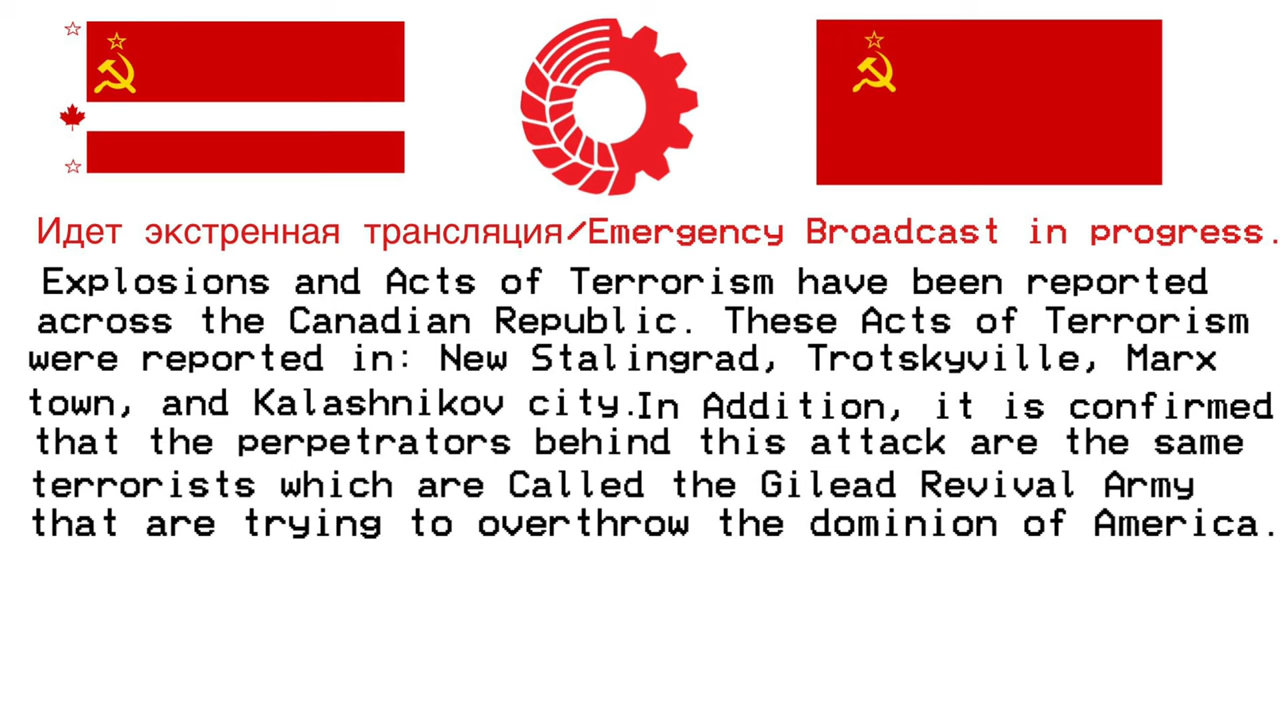 Идет экстренная трансляция/Emergency Broadcast in progress.
Explosions and Acts of Terrorism have been reported
across the Canadian Republic. These Acts of Terrorism
were reported in: New Stalingrad, Trotskyville, Marx
town, and Kalashnikov city.In Addition, it is confirmed
that the perpetrators behind this attack are the same
terrorists which are Called the Gilead Revival Army
that are trying to overthrow the dominion of America.